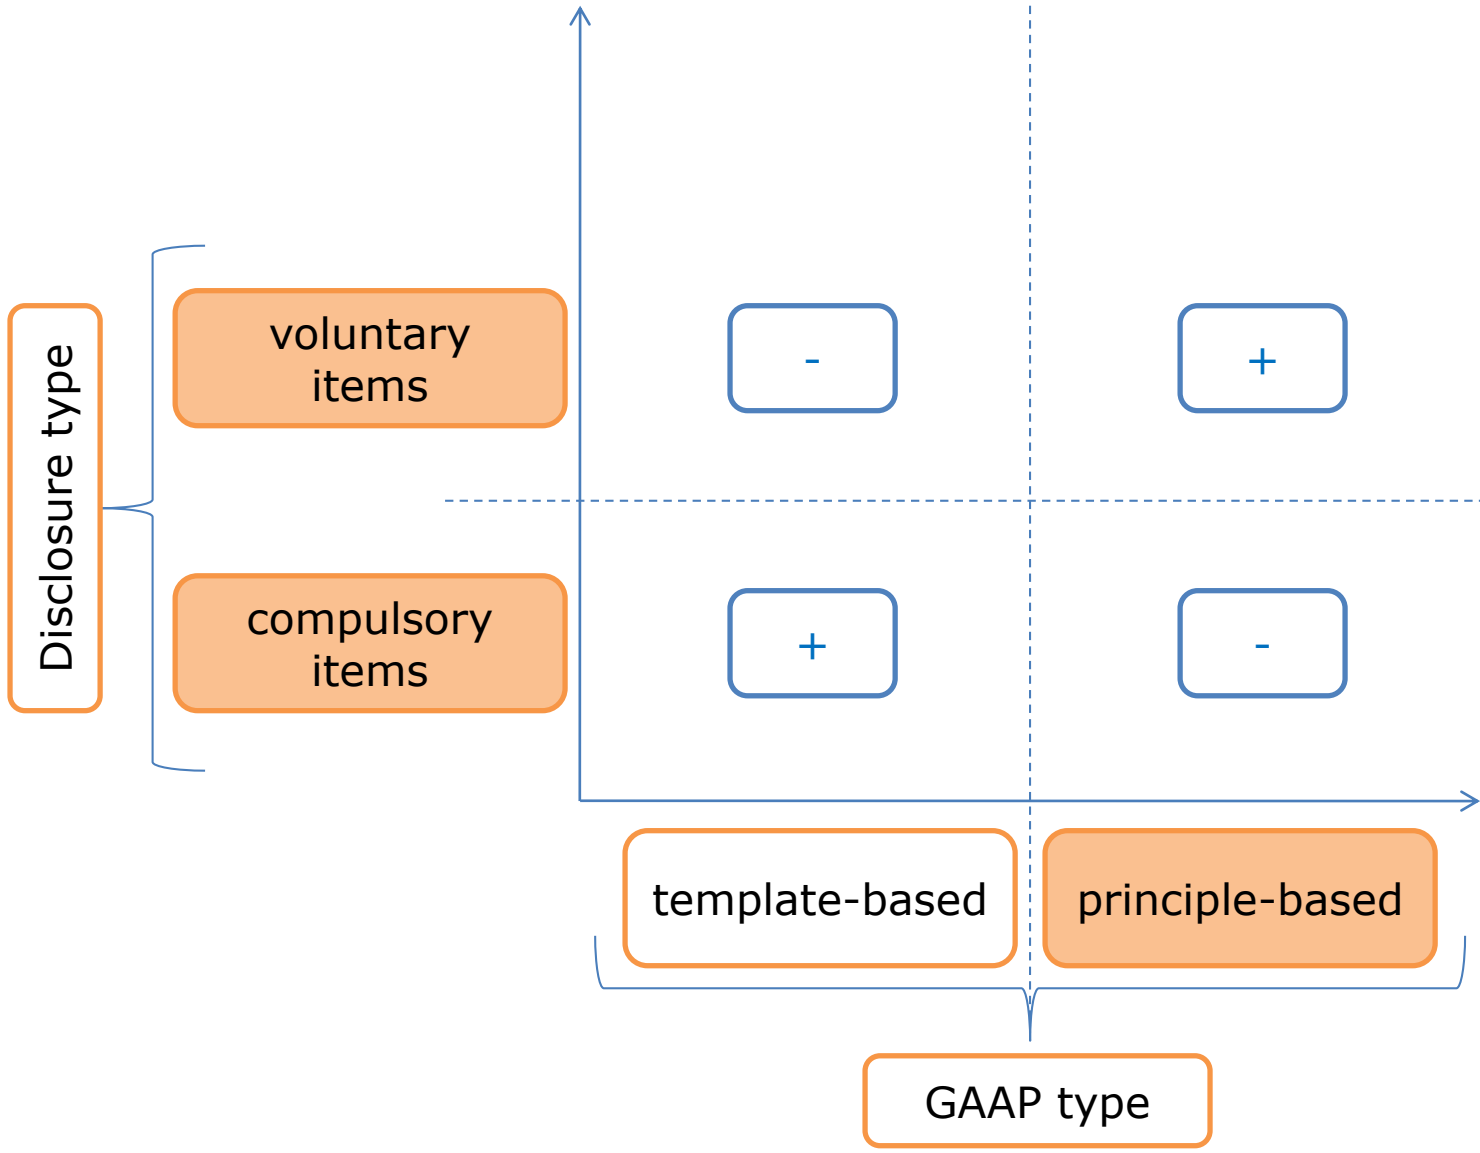 Disclosure type
voluntary
items
-
+
compulsory
items
+
-
template-based
principle-based
GAAP type